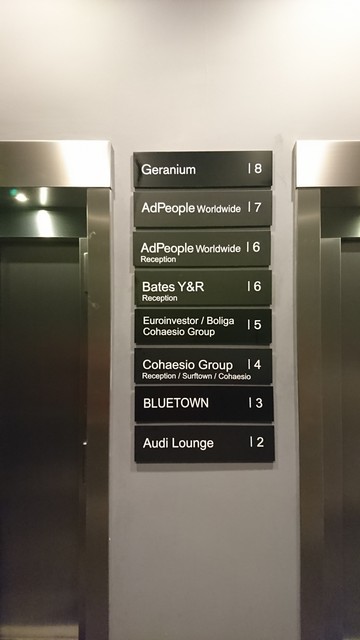 Geranium | 8
AdPeople Worldwide | 7
AdPeople Worldwide | 6
Reception
Bates Y&R | 6
Reception
Euroinvestor / Boliga | 5
Cohaesio Group
Cohaesio Group | 4
Reception / Surftown / Cohaesio
BLUETOWN | 3
Audi Lounge | 2